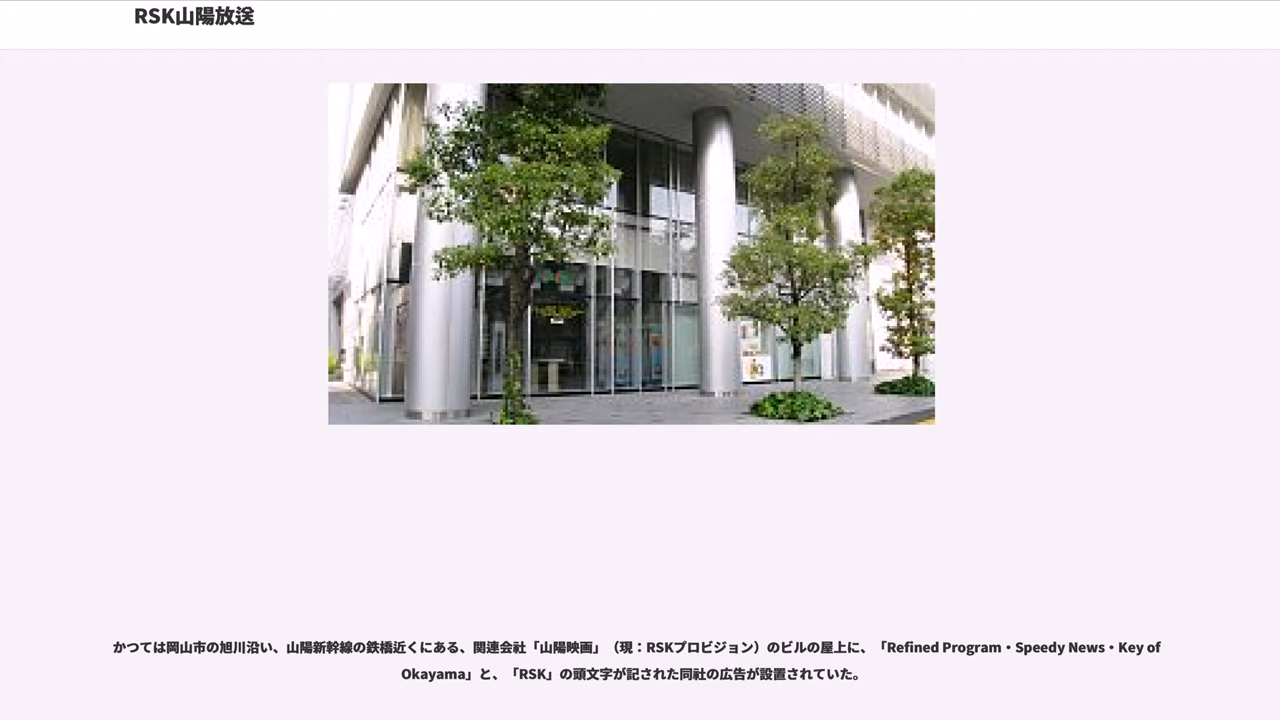 RSK山陽放送
かつては岡山市の旭川沿い、山陽新幹線の鉄橋近くにある、関連会社「山陽映画」（現：RSKプロビジョン）のビルの屋上に、「Refined Program・Speedy News・Key of
Okayama」と、「RSK」の頭文字が記された同社の広告が設置されていた。